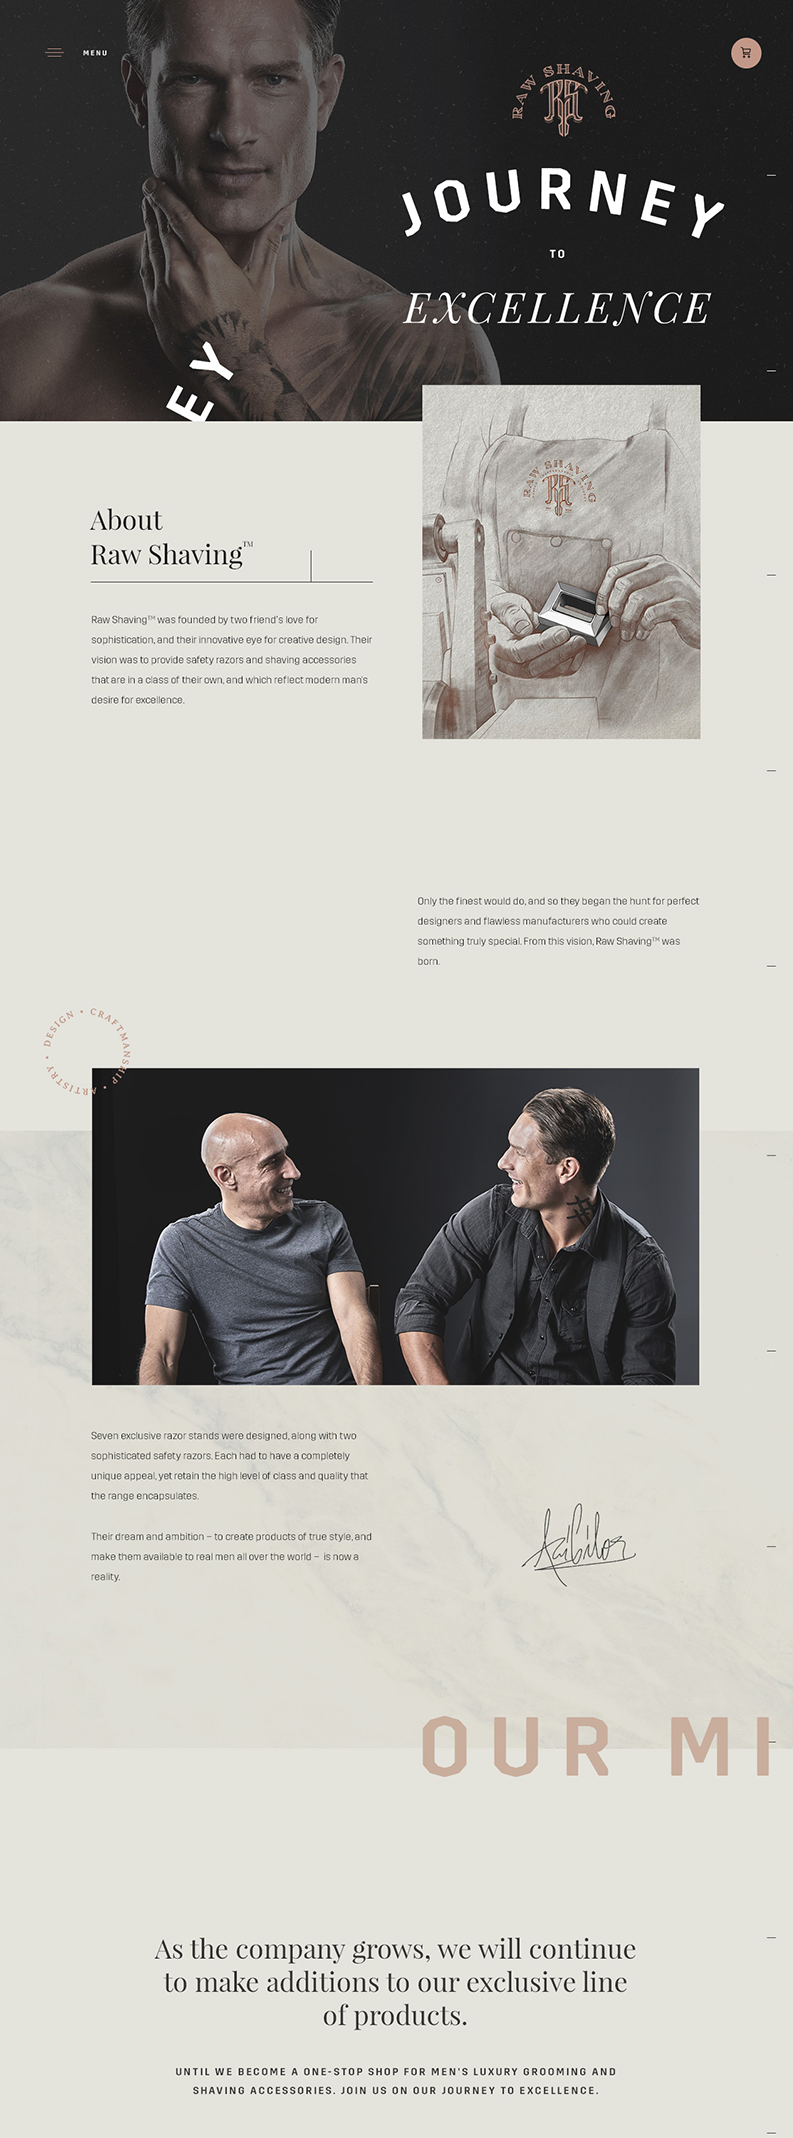 MENU
RAW SHAVING
RS
JOURNEY
TO
EXCELLENCE
EY
RAW SHAVING
RS
About
Raw Shaving™
Raw Shaving™ was founded by two friend's love for
sophistication, and their innovative eye for creative design. Their
vision was to provide safety razors and shaving accessories
that are in a class of their own, and which reflect modern man's
desire for excellence.
Only the finest would do, and so they began the hunt for perfect
designers and flawless manufacturers who could create
something truly special. From this vision, Raw Shaving™ was
born.
DESIGN • CRAFTMANSHIP • ARTISTRY •
Seven exclusive razor stands were designed, along with two
sophisticated safety razors. Each had to have a completely
unique appeal, yet retain the high level of class and quality that
the range encapsulates.
Their dream and ambition – to create products of true style, and
make them available to real men all over the world – is now a
reality.
OUR MI
As the company grows, we will continue
to make additions to our exclusive line
of products.
UNTIL WE BECOME A ONE-STOP SHOP FOR MEN'S LUXURY GROOMING AND
SHAVING ACCESSORIES. JOIN US ON OUR JOURNEY TO EXCELLENCE.